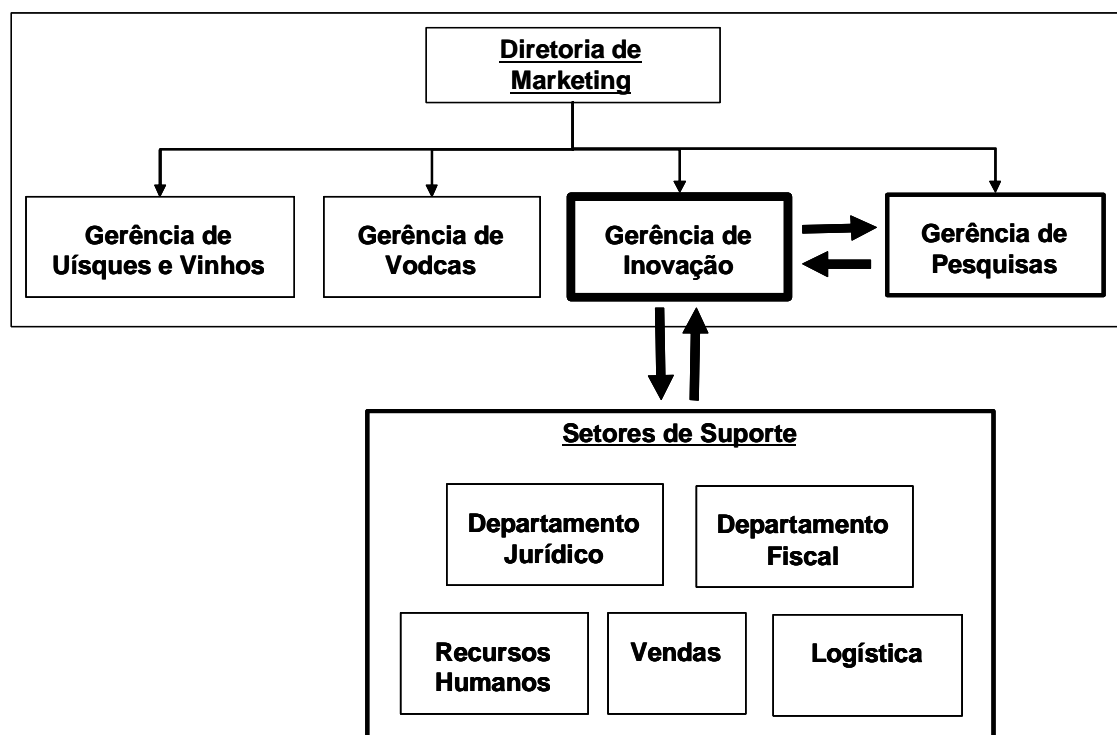 Diretoria de
Marketing
Gerência de
Uísques e Vinhos
Gerência de
Vodcas
Gerência de
Inovação
Gerência de
Pesquisas
Setores de Suporte
Departamento
Jurídico
Departamento
Fiscal
Recursos
Humanos
Vendas
Logística